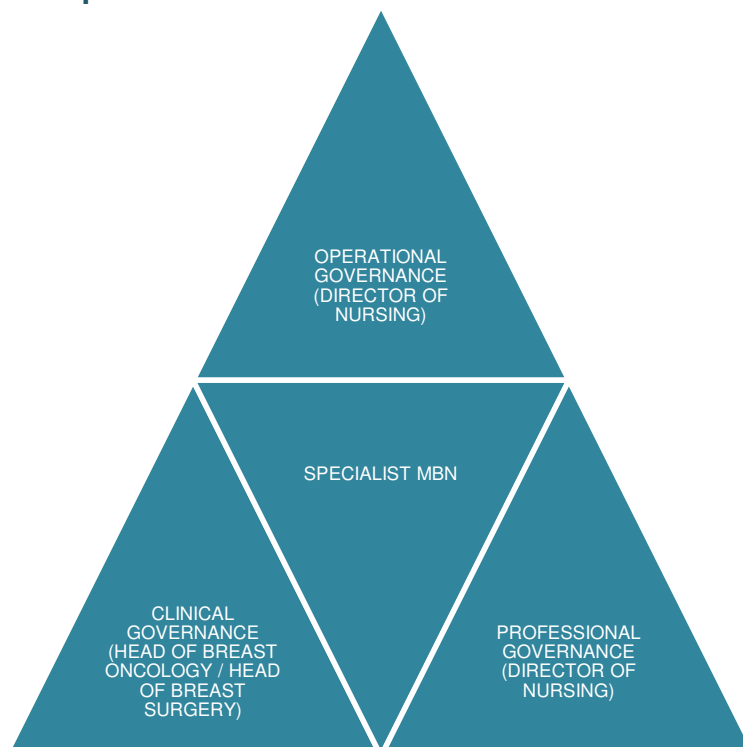 OPERATIONAL
GOVERNANCE
(DIRECTOR OF
NURSING)
SPECIALIST MBN
CLINICAL
GOVERNANCE
(HEAD OF BREAST
ONCOLOGY / HEAD
OF BREAST
SURGERY)
PROFESSIONAL
GOVERNANCE
(DIRECTOR OF
NURSING)